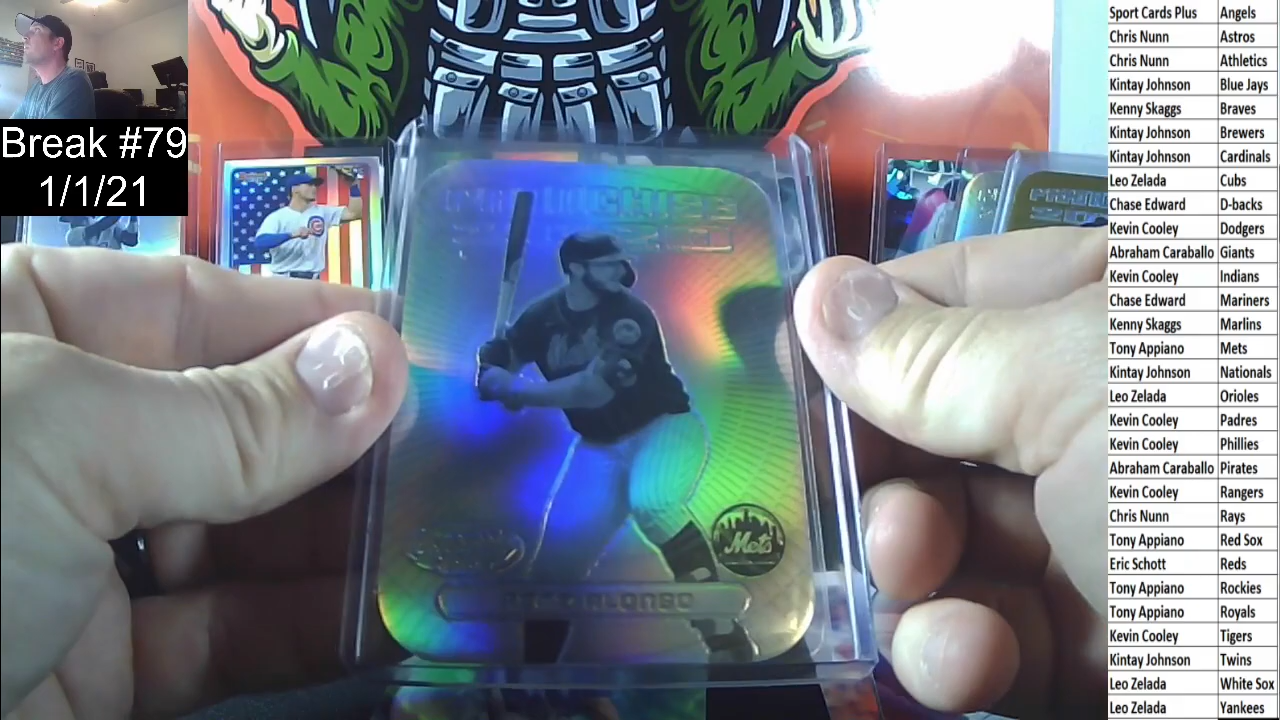 Break #79
1/1/21
Mets
ALONSO
Sport Cards Plus Angels
Chris Nunn Astros
Chris Nunn Athletics
Kintay Johnson Blue Jays
Kenny Skaggs Braves
Kintay Johnson Brewers
Kintay Johnson Cardinals
Leo Zelada Cubs
Chase Edward D-backs
Kevin Cooley Dodgers
Abraham Caraballo Giants
Kevin Cooley Indians
Chase Edward Mariners
Kenny Skaggs Marlins
Tony Appiano Mets
Kintay Johnson Nationals
Leo Zelada Orioles
Kevin Cooley Padres
Kevin Cooley Phillies
Abraham Caraballo Pirates
Kevin Cooley Rangers
Chris Nunn Rays
Tony Appiano Red Sox
Eric Schott Reds
Tony Appiano Rockies
Tony Appiano Royals
Kevin Cooley Tigers
Kintay Johnson Twins
Leo Zelada White Sox
Leo Zelada Yankees